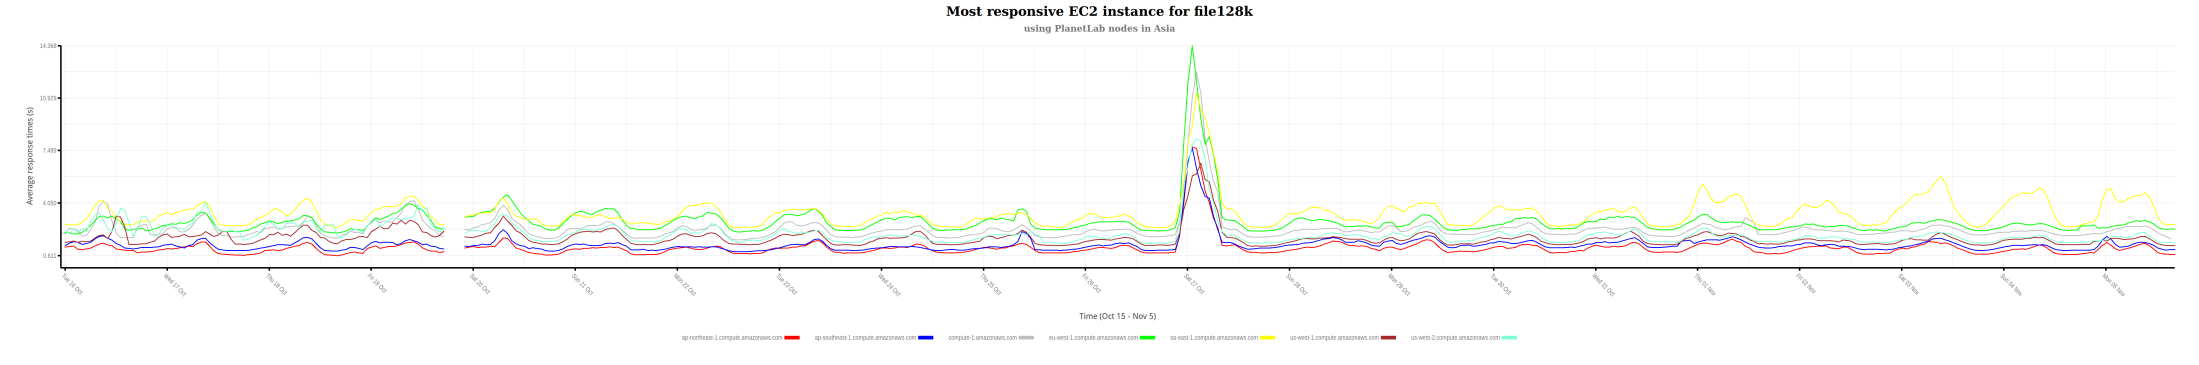 Most responsive EC2 instance for file128k
using PlanetLab nodes in Asia
Average response times (s)
14.368
10.929
7.489
4.050
0.611
Tue 16 Oct
Wed 17 Oct
Thu 18 Oct
Fri 19 Oct
Sat 20 Oct
Sun 21 Oct
Mon 22 Oct
Tue 23 Oct
Wed 24 Oct
Thu 25 Oct
Fri 26 Oct
Sat 27 Oct
Sun 28 Oct
Mon 29 Oct
Tue 30 Oct
Wed 31 Oct
Thu 01 Nov
Fri 02 Nov
Sat 03 Nov
Sun 04 Nov
Mon 05 Nov
Time (Oct 15 - Nov 5)
ap-northeast-1.compute.amazonaws.com
ap-southeast-1.compute.amazonaws.com
compute-1.amazonaws.com
eu-west-1.compute.amazonaws.com
sa-east-1.compute.amazonaws.com
us-west-1.compute.amazonaws.com
us-west-2.compute.amazonaws.com